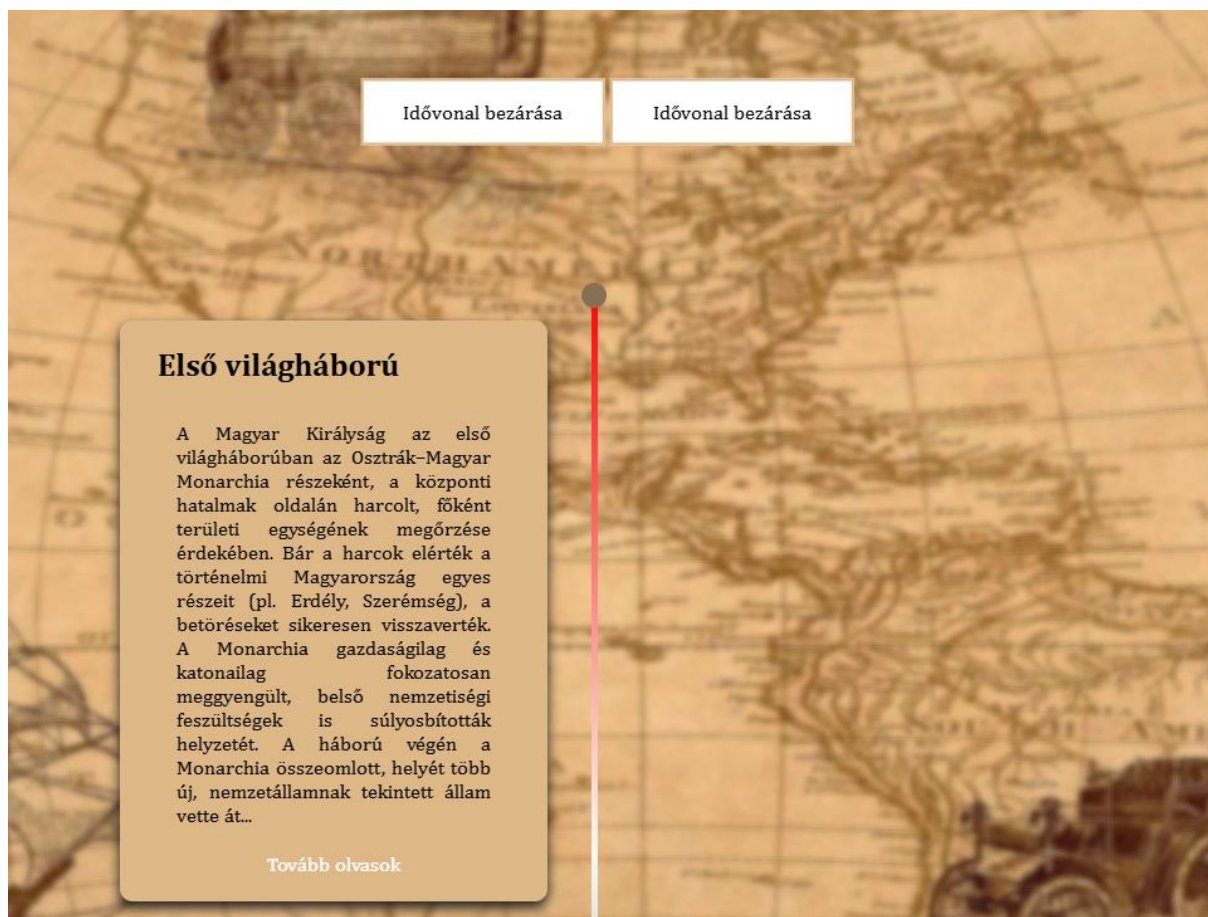 Idővonal bezárása
Idővonal bezárása
NORTH AMERIC
Első világháború
A Magyar Királyság az első
világháborúban az Osztrák–Magyar
Monarchia részeként, a központi
hatalmak oldalán harcolt, főként
területi egységének megőrzése
érdekében. Bár a harcok elérték a
történelmi Magyarország egyes
részeit (pl. Erdély, Szerémség), a
betöréseket sikeresen visszaverték.
A Monarchia gazdaságilag és
katonailag fokozatosan
meggyengült, belső nemzetiségi
feszültségek is súlyosbították
helyzetét. A háború végén a
Monarchia összeomlott, helyét több
új, nemzetállamnak tekintett állam
vette át...
Tovább olvasok